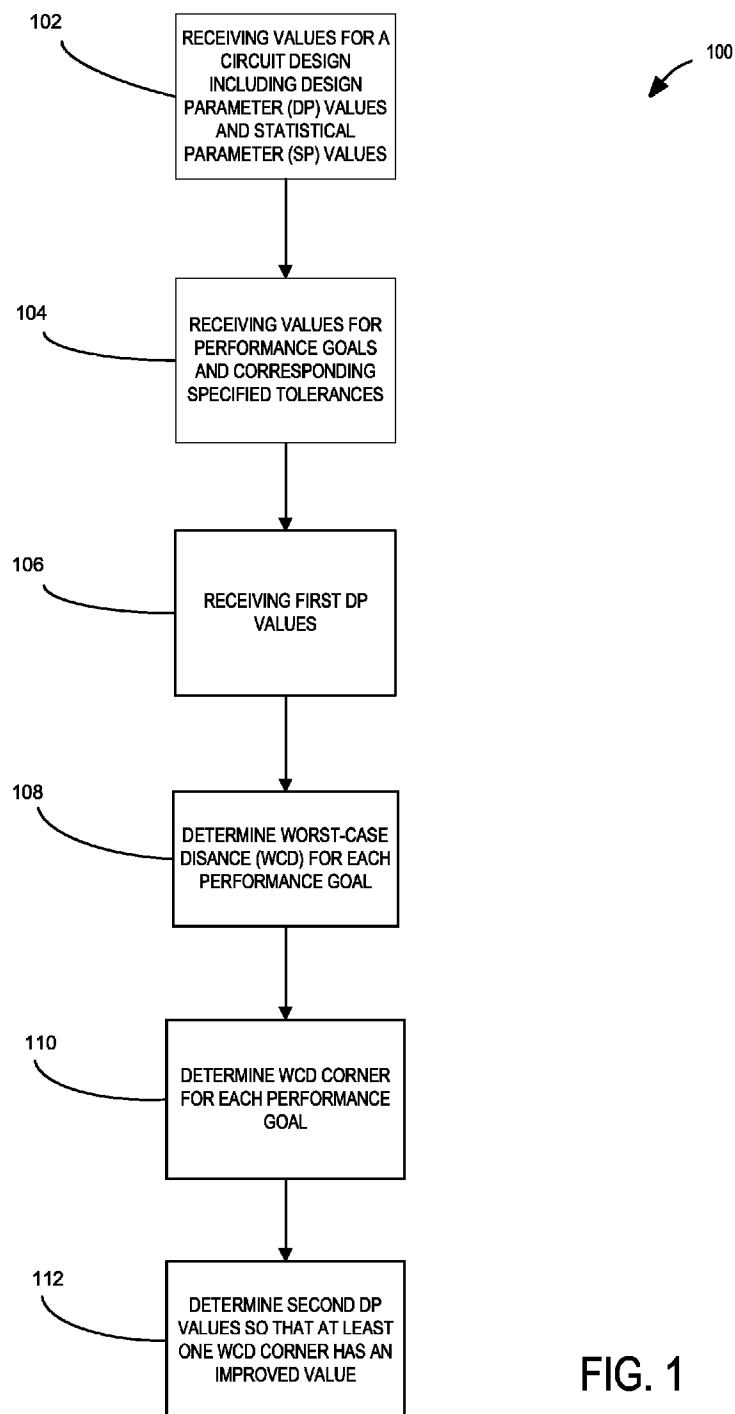 102
RECEIVING VALUES FOR A
CIRCUIT DESIGN
INCLUDING DESIGN
PARAMETER (DP) VALUES
AND STATISTICAL
PARAMETER (SP) VALUES
100
104
RECEIVING VALUES FOR
PERFORMANCE GOALS
AND CORRESPONDING
SPECIFIED TOLERANCES
106
RECEIVING FIRST DP
VALUES
108
DETERMINE WORST-CASE
DISANCE (WCD) FOR EACH
PERFORMANCE GOAL
110
DETERMINE WCD CORNER
FOR EACH PERFORMANCE
GOAL
112
DETERMINE SECOND DP
VALUES SO THAT AT LEAST
ONE WCD CORNER HAS AN
IMPROVED VALUE
FIG. 1